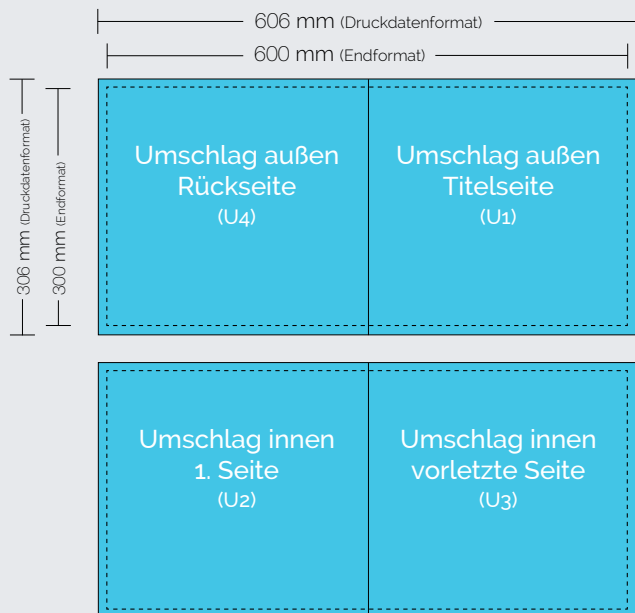 606 mm (Druckdatenformat)
600 mm (Endformat)
306 mm (Druckdatenformat)
300 mm (Endformat)
Umschlag außen
Rückseite
(U4)
Umschlag außen
Titelseite
(U1)
Umschlag innen
1. Seite
(U2)
Umschlag innen
vorletzte Seite
(U3)